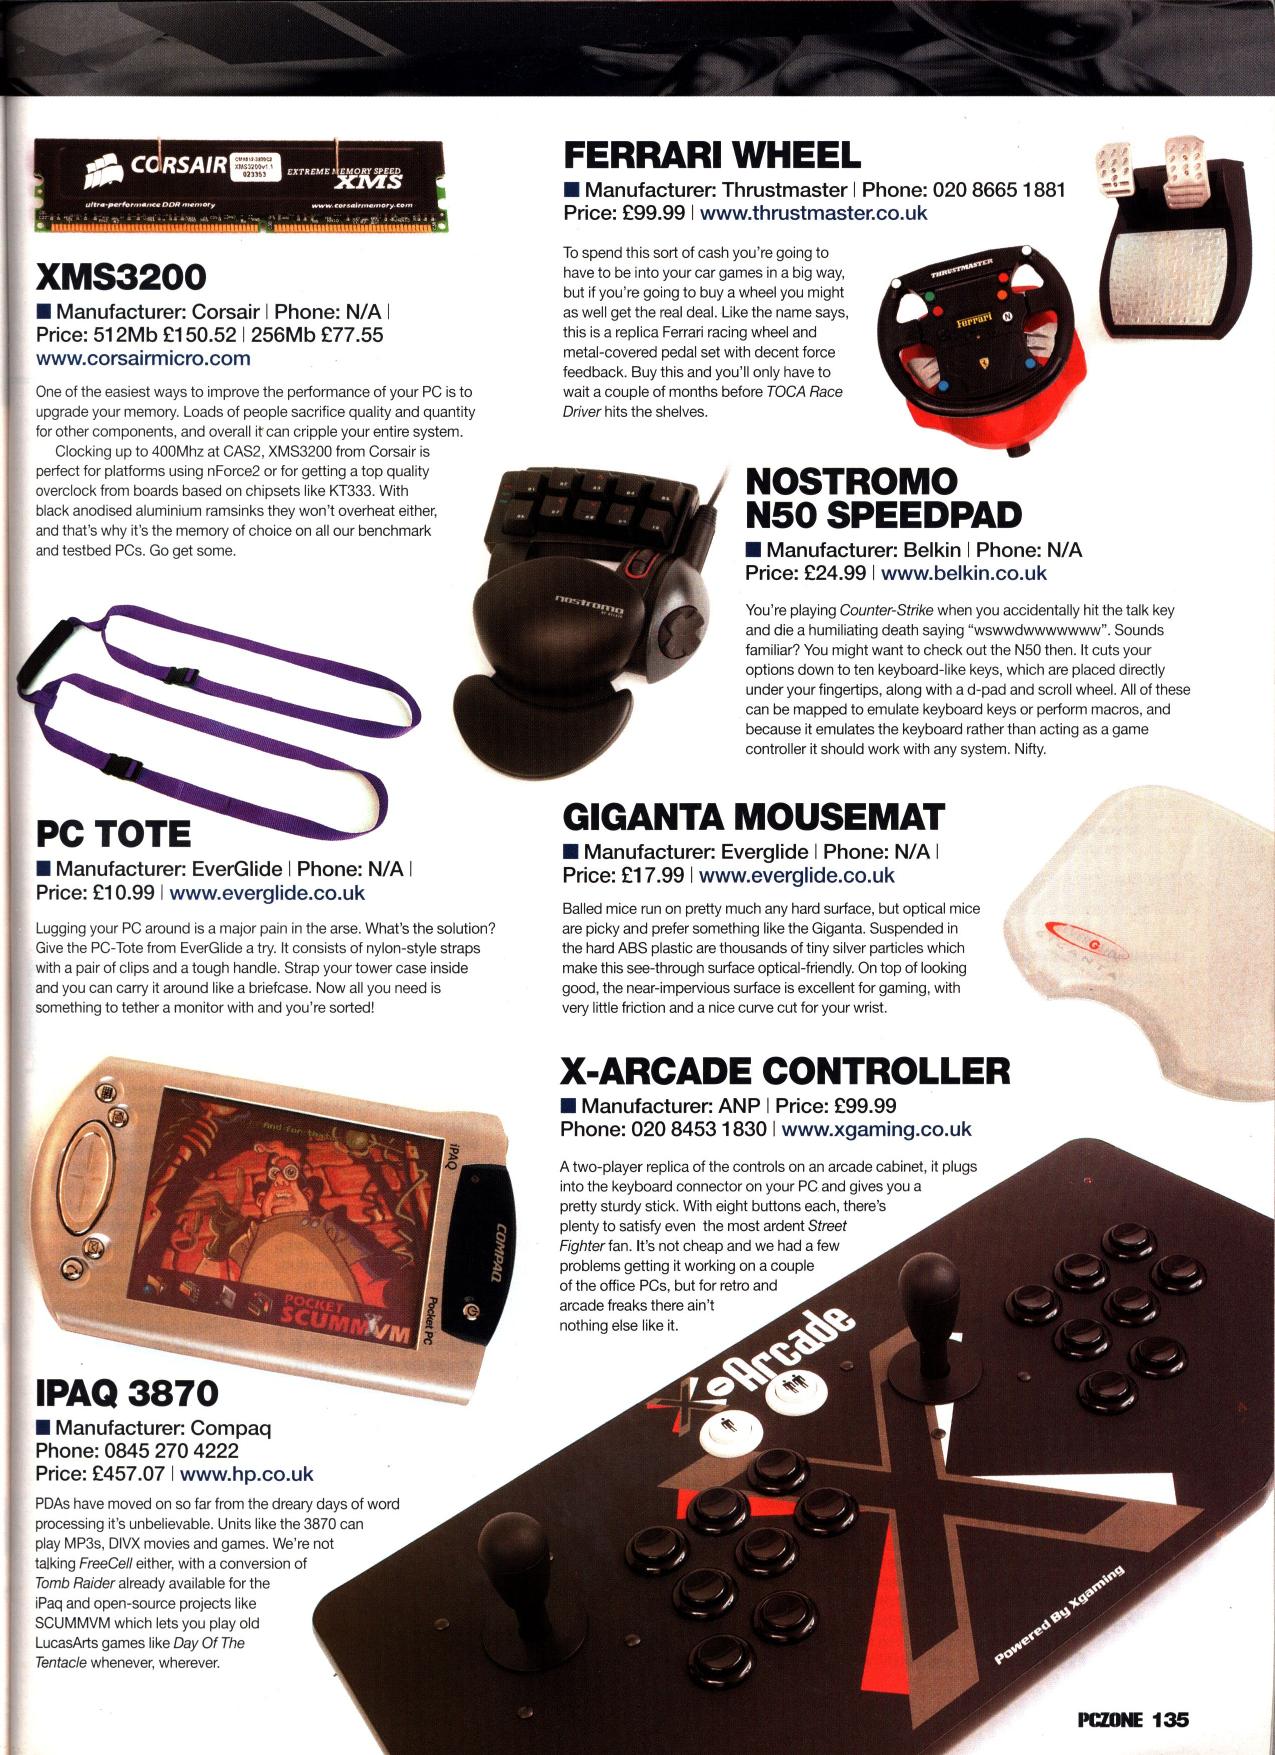 CORSAIR
XMS3200v1.1
023353
EXTREME MEMORY SPEED
XMS
ultra-performance DDR memory
www.corsairmemory.com
XMS3200
Manufacturer: Corsair | Phone: N/A |
Price: 512Mb £150.52 | 256Mb £77.55
www.corsairmicro.com
One of the easiest ways to improve the performance of your PC is to
upgrade your memory. Loads of people sacrifice quality and quantity
for other components, and overall it can cripple your entire system.
Clocking up to 400Mhz at CAS2, XMS3200 from Corsair is
perfect for platforms using nForce2 or for getting a top quality
overclock from boards based on chipsets like KT333. With
black anodised aluminium ramsinks they won't overheat either,
and that's why it's the memory of choice on all our benchmark
and testbed PCs. Go get some.
PC TOTE
Manufacturer: EverGlide | Phone: N/A |
Price: £10.99 | www.everglide.co.uk
Lugging your PC around is a major pain in the arse. What's the solution?
Give the PC-Tote from EverGlide a try. It consists of nylon-style straps
with a pair of clips and a tough handle. Strap your tower case inside
and you can carry it around like a briefcase. Now all you need is
something to tether a monitor with and you're sorted!
And for that
iPAQ
COMPAQ
Pocket PC
POCKET
SCUMMVM
IPAQ 3870
Manufacturer: Compaq
Phone: 0845 270 4222
Price: £457.07 | www.hp.co.uk
PDAs have moved on so far from the dreary days of word
processing it's unbelievable. Units like the 3870 can
play MP3s, DIVX movies and games. We're not
talking FreeCell either, with a conversion of
Tomb Raider already available for the
iPaq and open-source projects like
SCUMMVM which lets you play old
LucasArts games like Day Of The
Tentacle whenever, wherever.
FERRARI WHEEL
Manufacturer: Thrustmaster | Phone: 020 8665 1881
Price: £99.99 | www.thrustmaster.co.uk
To spend this sort of cash you're going to
have to be into your car games in a big way,
but if you're going to buy a wheel you might
as well get the real deal. Like the name says,
this is a replica Ferrari racing wheel and
metal-covered pedal set with decent force
feedback. Buy this and you'll only have to
wait a couple of months before TOCA Race
Driver hits the shelves.
THRUSTMASTER
Ferrari
N
nostromo
NOSTROMO
N50 SPEEDPAD
Manufacturer: Belkin | Phone: N/A
Price: £24.99 | www.belkin.co.uk
You're playing Counter-Strike when you accidentally hit the talk key
and die a humiliating death saying "wswwdwwwwwww". Sounds
familiar? You might want to check out the N50 then. It cuts your
options down to ten keyboard-like keys, which are placed directly
under your fingertips, along with a d-pad and scroll wheel. All of these
can be mapped to emulate keyboard keys or perform macros, and
because it emulates the keyboard rather than acting as a game
controller it should work with any system. Nifty.
GIGANTA MOUSEMAT
Manufacturer: Everglide | Phone: N/A |
Price: £17.99 | www.everglide.co.uk
Balled mice run on pretty much any hard surface, but optical mice
are picky and prefer something like the Giganta. Suspended in
the hard ABS plastic are thousands of tiny silver particles which
make this see-through surface optical-friendly. On top of looking
good, the near-impervious surface is excellent for gaming, with
very little friction and a nice curve cut for your wrist.
X-ARCADE CONTROLLER
Manufacturer: ANP | Price: £99.99
Phone: 020 8453 1830 | www.xgaming.co.uk
A two-player replica of the controls on an arcade cabinet, it plugs
into the keyboard connector on your PC and gives you a
pretty sturdy stick. With eight buttons each, there's
plenty to satisfy even the most ardent Street
Fighter fan. It's not cheap and we had a few
problems getting it working on a couple
of the office PCs, but for retro and
arcade freaks there ain't
nothing else like it.
X-Arcade
Powered By Xgaming
PCZONE 135